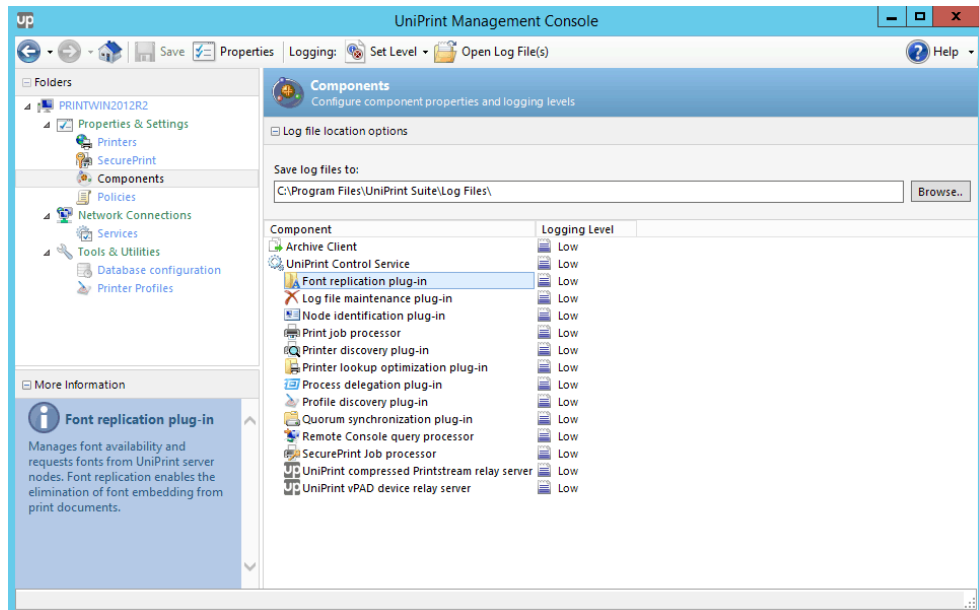 up
UniPrint Management Console
Save Properties Logging: Set Level Open Log File(s) Help
Folders
PRINTWIN2012R2
Properties & Settings
Printers
SecurePrint
Components
Policies
Network Connections
Services
Tools & Utilities
Database configuration
Printer Profiles
More Information
Font replication plug-in
Manages font availability and
requests fonts from UniPrint server
nodes. Font replication enables the
elimination of font embedding from
print documents.
Components
Configure component properties and logging levels
Log file location options
Save log files to:
C:\Program Files\UniPrint Suite\Log Files\ Browse..
Component Logging Level
Archive Client Low
UniPrint Control Service Low
Font replication plug-in Low
Log file maintenance plug-in Low
Node identification plug-in Low
Print job processor Low
Printer discovery plug-in Low
Printer lookup optimization plug-in Low
Process delegation plug-in Low
Profile discovery plug-in Low
Quorum synchronization plug-in Low
Remote Console query processor Low
SecurePrint Job processor Low
up UniPrint compressed Printstream relay server Low
up UniPrint vPAD device relay server Low